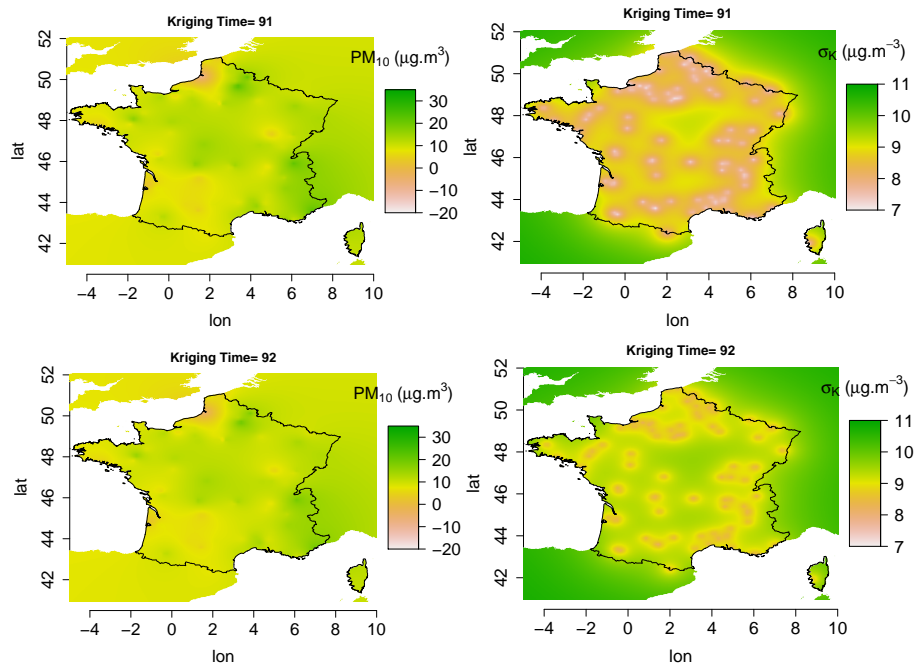 Kriging Time= 91
PM10 (μg.m3)
30
20
10
0
−10
−20
lat
52
50
48
46
44
42
−4 −2 0 2 4 6 8 10
lon
Kriging Time= 91
σK (μg.m−3)
11
10
9
8
7
lat
52
50
48
46
44
42
−4 −2 0 2 4 6 8 10
lon
Kriging Time= 92
PM10 (μg.m3)
30
20
10
0
−10
−20
lat
52
50
48
46
44
42
−4 −2 0 2 4 6 8 10
lon
Kriging Time= 92
σK (μg.m−3)
11
10
9
8
7
lat
52
50
48
46
44
42
−4 −2 0 2 4 6 8 10
lon